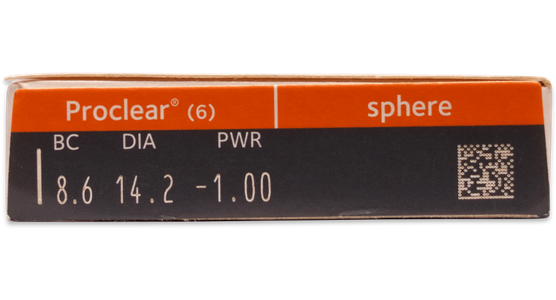 Proclear® (6) sphere
BC DIA PWR
8.6 14.2 -1.00